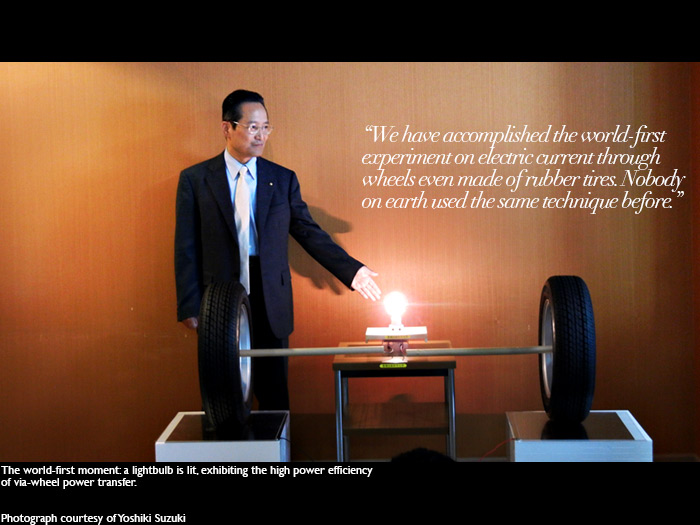 “We have accomplished the world-first
experiment on electric current through
wheels even made of rubber tires. Nobody
on earth used the same technique before.”
The world-first moment: a lightbulb is lit, exhibiting the high power efficiency
of via-wheel power transfer.
Photograph courtesy of Yoshiki Suzuki